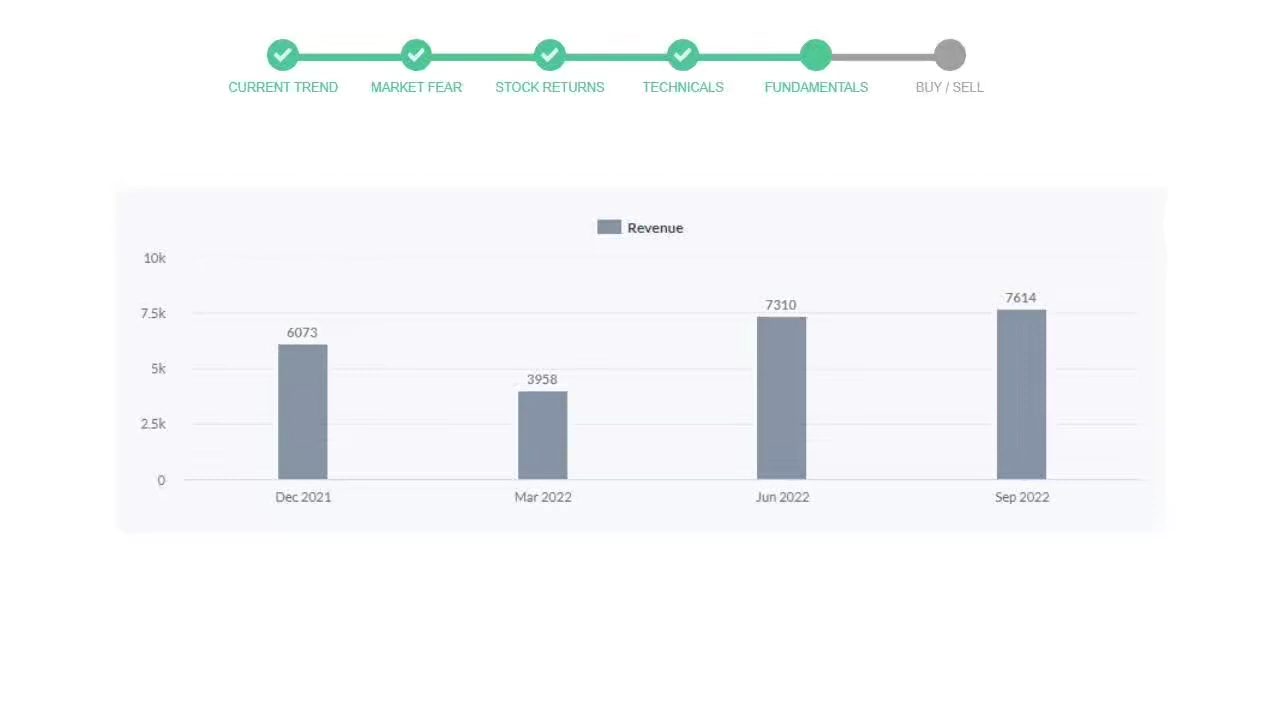 CURRENT TREND MARKET FEAR STOCK RETURNS TECHNICALS FUNDAMENTALS BUY / SELL
Revenue
10k
7614
7310
7.5k
6073
3958
5k
2.5k
0
Dec 2021 Mar 2022 Jun 2022 Sep 2022